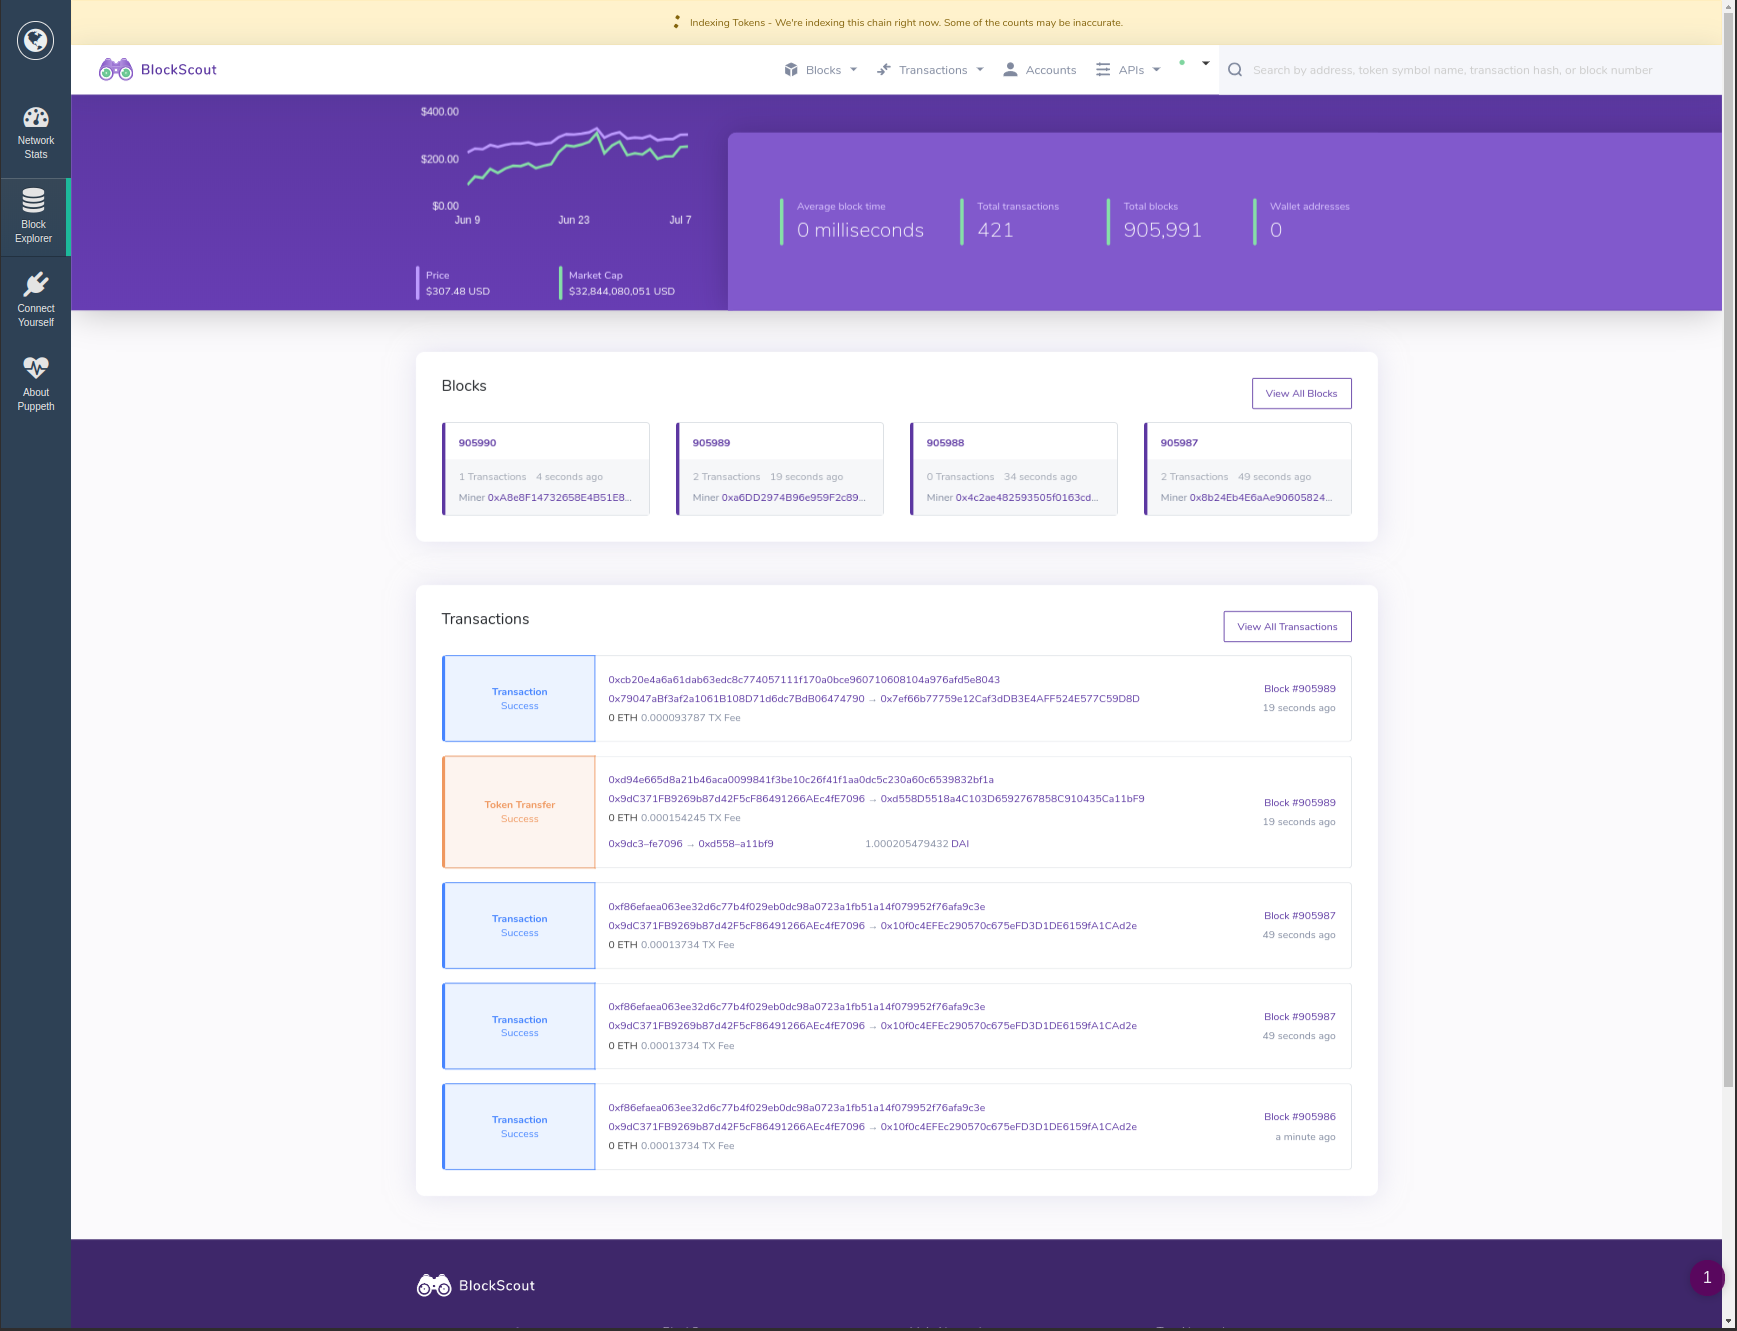 Indexing Tokens - We're indexing this chain right now. Some of the counts may be inaccurate.
BlockScout
Blocks
Transactions
Accounts
APIs
Search by address, token symbol name, transaction hash, or block number
Network
Stats
Block
Explorer
Connect
Yourself
About
Puppeth
$400.00
$200.00
$0.00
Jun 9
Jun 23
Jul 7
Price
$307.48 USD
Market Cap
$32,844,080,051 USD
Average block time
0 milliseconds
Total transactions
421
Total blocks
905,991
Wallet addresses
0
Blocks
View All Blocks
905990
1 Transactions 4 seconds ago
Miner 0xA8e8F14732658E4B51E8...
905989
2 Transactions 19 seconds ago
Miner 0xa6DD2974B96e959F2c89...
905988
0 Transactions 34 seconds ago
Miner 0x4c2ae482593505f0163cd...
905987
2 Transactions 49 seconds ago
Miner 0x8b24Eb4E6aAe90605824...
Transactions
View All Transactions
Transaction
Success
0xcb20e4a6a61dab63edc8c774057111f170a0bce960710608104a976afd5e8043
0x79047aBf3af2a1061B108D71d6dc7BdB06474790 → 0x7ef66b77759e12Caf3dDB3E4AFF524E577C59D8D
0 ETH 0.000093787 TX Fee
Block #905989
19 seconds ago
Token Transfer
Success
0xd94e665d8a21b46aca0099841f3be10c26f41f1aa0dc5c230a60c6539832bf1a
0x9dC371FB9269b87d42F5cF86491266AEc4fE7096 → 0xd558D5518a4C103D6592767858C910435Ca11bF9
0 ETH 0.000154245 TX Fee
0x9dc3–fe7096 → 0xd558–a11bf9
1.000205479432 DAI
Block #905989
19 seconds ago
Transaction
Success
0xf86efaea063ee32d6c77b4f029eb0dc98a0723a1fb51a14f079952f76afa9c3e
0x9dC371FB9269b87d42F5cF86491266AEc4fE7096 → 0x10f0c4EFEc290570c675eFD3D1DE6159fA1CAd2e
0 ETH 0.00013734 TX Fee
Block #905987
49 seconds ago
Transaction
Success
0xf86efaea063ee32d6c77b4f029eb0dc98a0723a1fb51a14f079952f76afa9c3e
0x9dC371FB9269b87d42F5cF86491266AEc4fE7096 → 0x10f0c4EFEc290570c675eFD3D1DE6159fA1CAd2e
0 ETH 0.00013734 TX Fee
Block #905987
49 seconds ago
Transaction
Success
0xf86efaea063ee32d6c77b4f029eb0dc98a0723a1fb51a14f079952f76afa9c3e
0x9dC371FB9269b87d42F5cF86491266AEc4fE7096 → 0x10f0c4EFEc290570c675eFD3D1DE6159fA1CAd2e
0 ETH 0.00013734 TX Fee
Block #905986
a minute ago
BlockScout
1